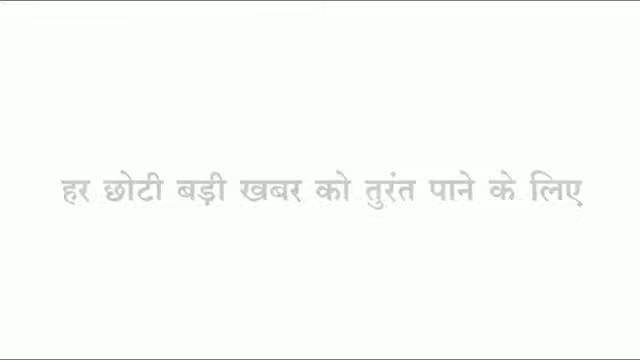 हर छोटी बड़ी खबर को तुरंत पाने के लिए